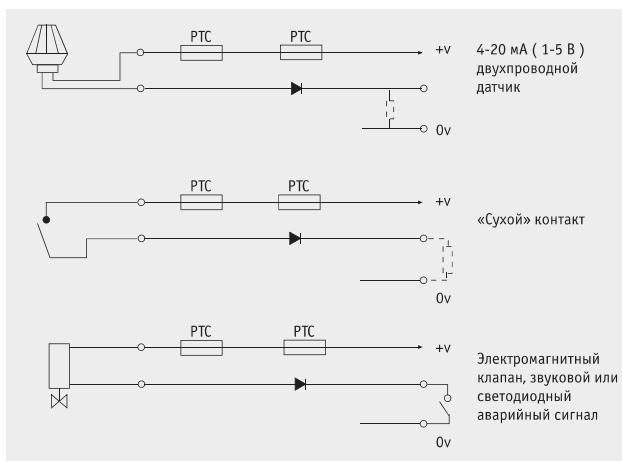 PTC PTC +v
4-20 мА ( 1-5 В )
двухпроводной
датчик
0v
PTC PTC +v
«Сухой» контакт
0v
PTC PTC +v
Электромагнитный
клапан, звуковой или
светодиодный
аварийный сигнал
0v